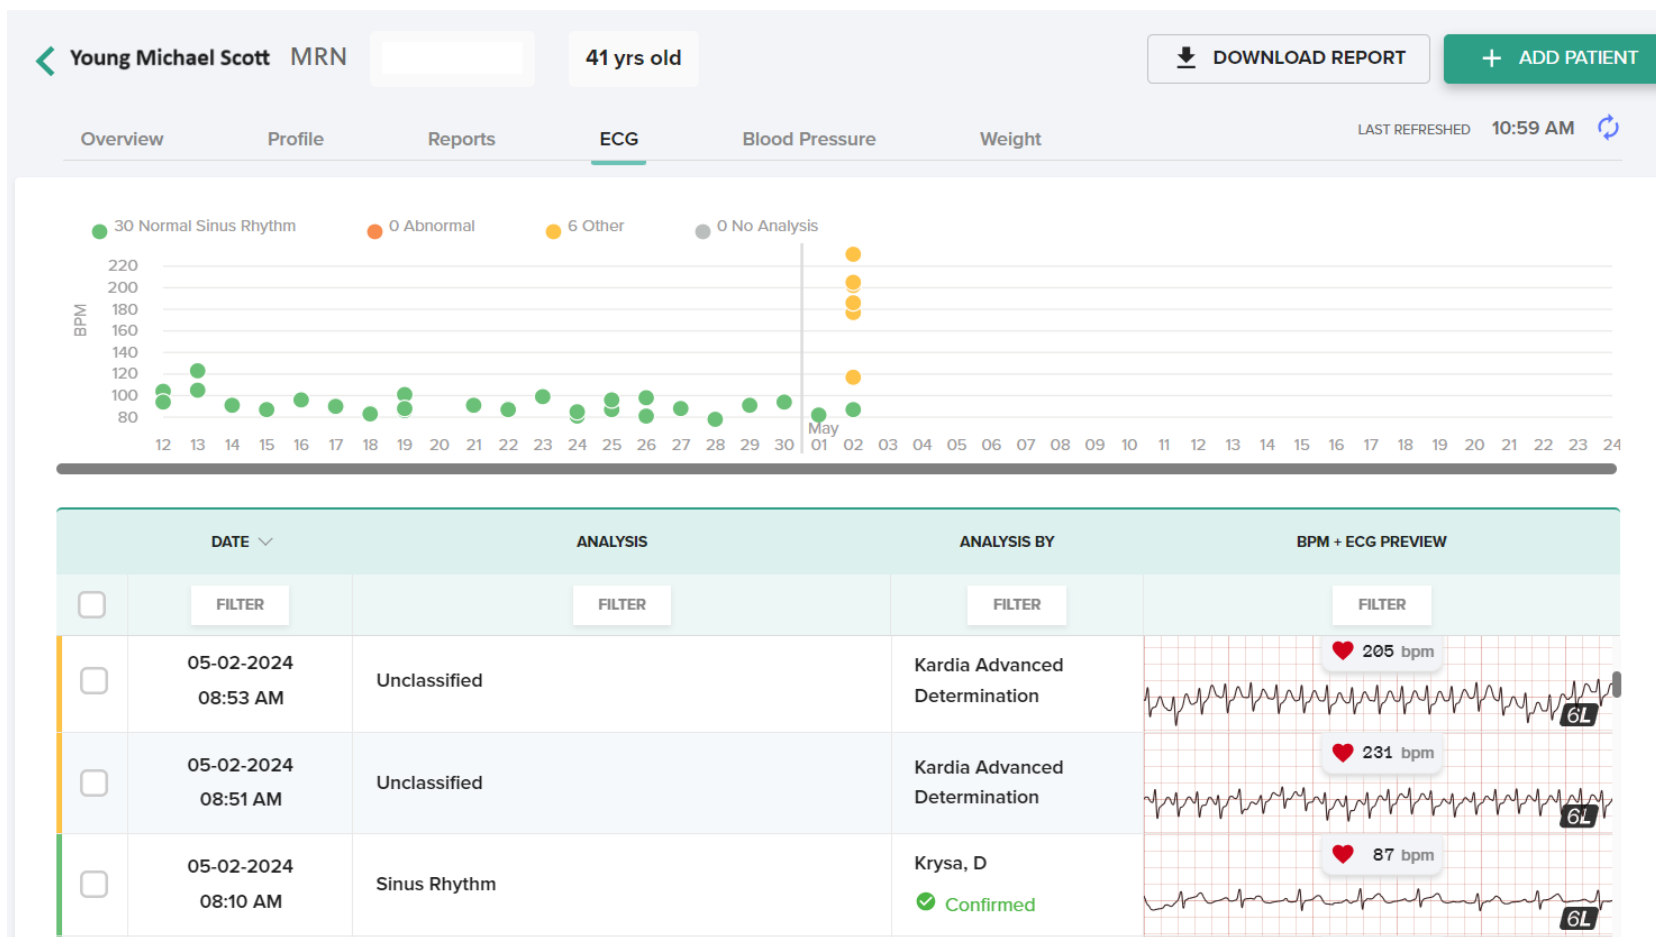 Young Michael Scott MRN 41 yrs old DOWNLOAD REPORT + ADD PATIENT
Overview Profile Reports ECG Blood Pressure Weight LAST REFRESHED 10:59 AM
30 Normal Sinus Rhythm 0 Abnormal 6 Other 0 No Analysis
BPM
220
200
180
160
140
120
100
80
May
12 13 14 15 16 17 18 19 20 21 22 23 24 25 26 27 28 29 30 01 02 03 04 05 06 07 08 09 10 11 12 13 14 15 16 17 18 19 20 21 22 23 24
DATE ANALYSIS ANALYSIS BY BPM + ECG PREVIEW
FILTER FILTER FILTER FILTER
05-02-2024
08:53 AM
Unclassified
Kardia Advanced
Determination
205 bpm
6L
05-02-2024
08:51 AM
Unclassified
Kardia Advanced
Determination
231 bpm
6L
05-02-2024
08:10 AM
Sinus Rhythm
Krysa, D
Confirmed
87 bpm
6L